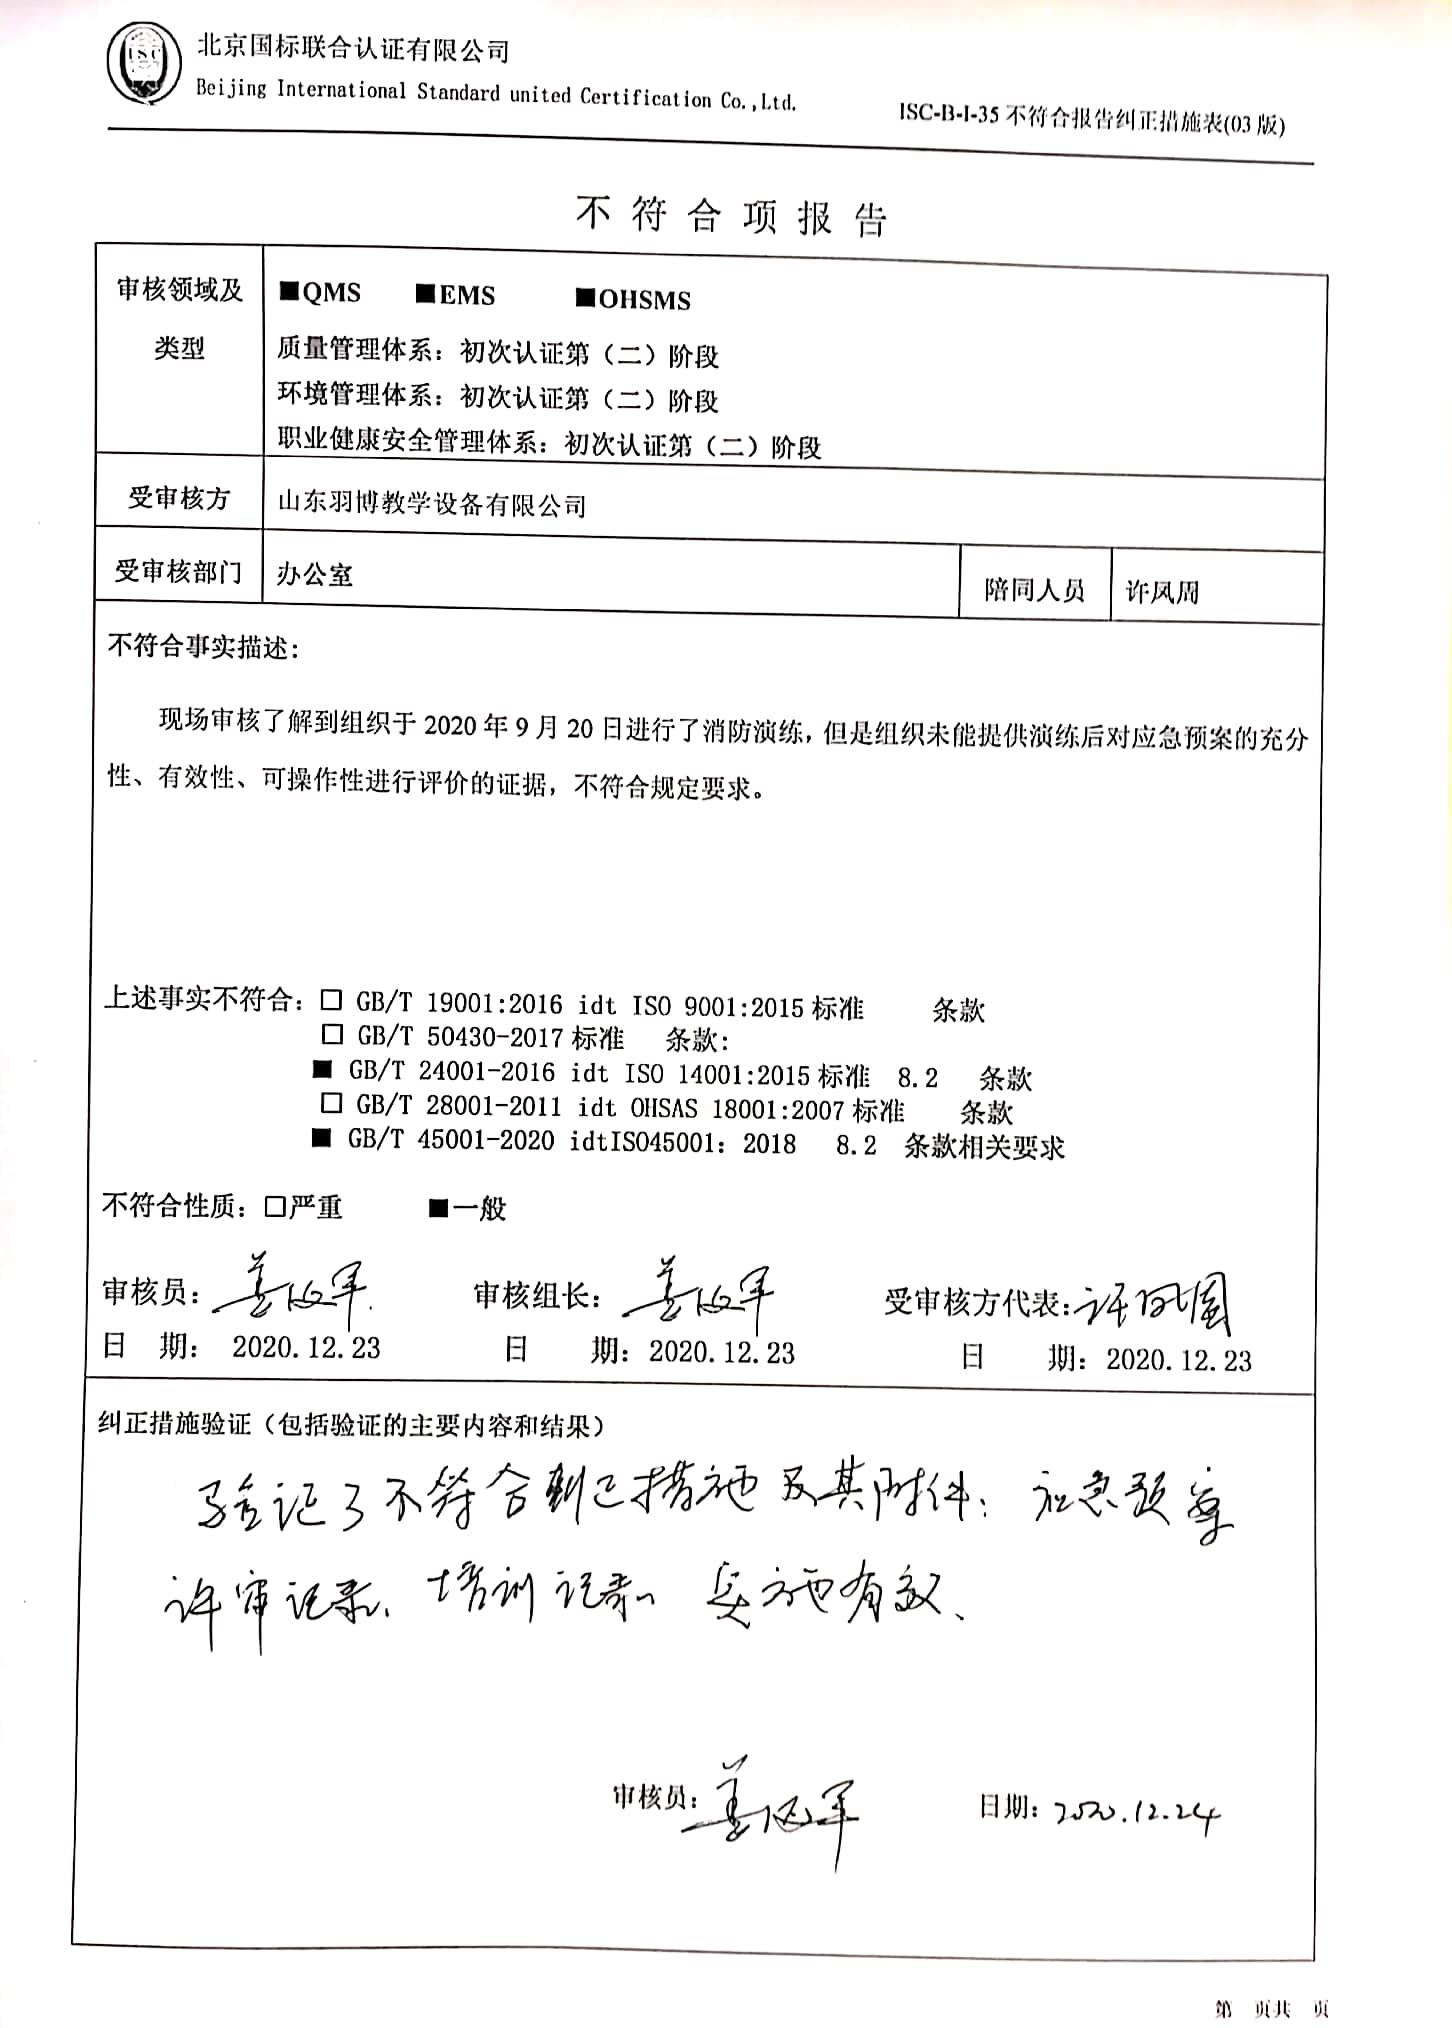 ISC
北京国标联合认证有限公司
Beijing International Standard united Certification Co.,Ltd.
ISC-B-I-35 不符合报告纠正措施表(03 版)
不 符 合 项 报 告
审核领域及
类型
■QMS ■EMS ■OHSMS
质量管理体系：初次认证第（二）阶段
环境管理体系：初次认证第（二）阶段
职业健康安全管理体系：初次认证第（二）阶段
受审核方 山东羽博教学设备有限公司
受审核部门 办公室 陪同人员 许凤周
不符合事实描述：
现场审核了解到组织于 2020 年 9 月 20 日进行了消防演练，但是组织未能提供演练后对应急预案的充分
性、有效性、可操作性进行评价的证据，不符合规定要求。
上述事实不符合：□ GB/T 19001:2016 idt ISO 9001:2015 标准 条款
□ GB/T 50430-2017 标准 条款：
■ GB/T 24001-2016 idt ISO 14001:2015 标准 8.2 条款
□ GB/T 28001-2011 idt OHSAS 18001:2007 标准 条款
■ GB/T 45001-2020 idtISO45001：2018 8.2 条款相关要求
不符合性质：□严重 ■一般
审核员： 审核组长： 受审核方代表：许凤周
日 期： 2020.12.23 日 期：2020.12.23 日 期：2020.12.23
纠正措施验证（包括验证的主要内容和结果）
验证了不符合纠正措施及其附件：应急预案
评审记录、培训记录。实施有效、
审核员： 日期：2020.12.24
第 页共 页